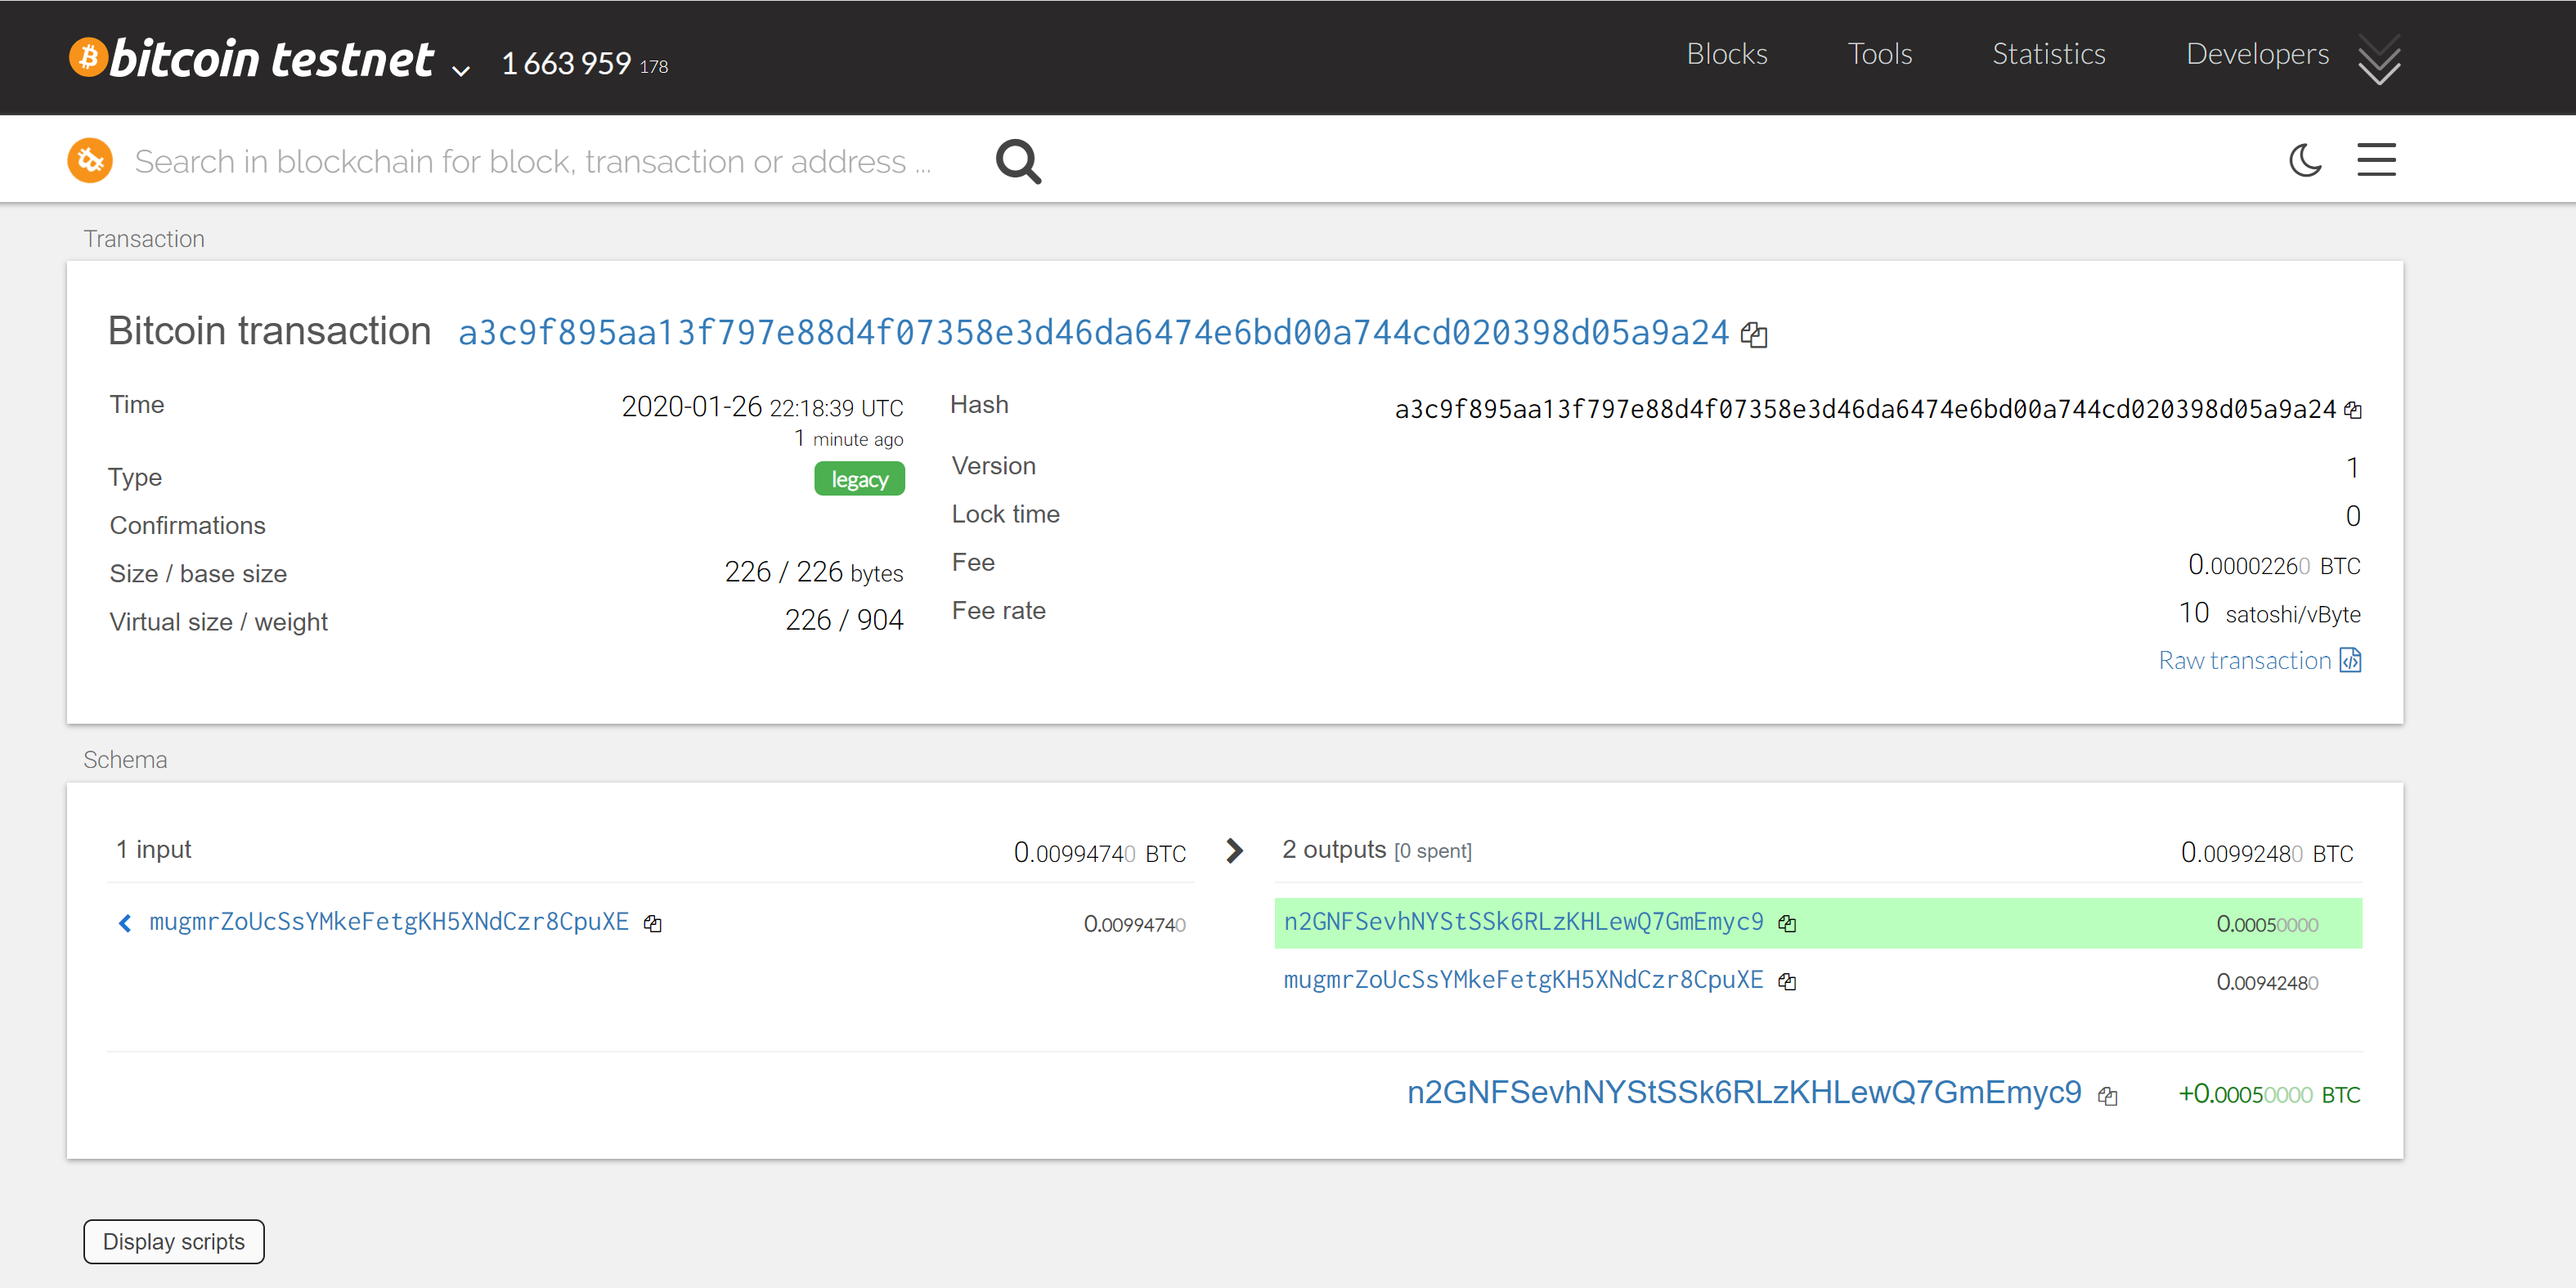 bitcoin testnet 1 663 959 178 Blocks Tools Statistics Developers
Search in blockchain for block, transaction or address ...
Transaction
Bitcoin transaction a3c9f895aa13f797e88d4f07358e3d46da6474e6bd00a744cd020398d05a9a24
Time 2020-01-26 22:18:39 UTC Hash a3c9f895aa13f797e88d4f07358e3d46da6474e6bd00a744cd020398d05a9a24
1 minute ago
Type legacy Version 1
Confirmations Lock time 0
Size / base size 226 / 226 bytes Fee 0.00002260 BTC
Virtual size / weight 226 / 904 Fee rate 10 satoshi/vByte
Raw transaction
Schema
1 input 0.00994740 BTC 2 outputs [0 spent] 0.00992480 BTC
mugmrZoUcSsYMkeFetgKH5XNdCzr8CpuXE 0.00994740 n2GNFSevhNYStSSk6RLzKHLewQ7GmEmyc9 0.00050000
mugmrZoUcSsYMkeFetgKH5XNdCzr8CpuXE 0.00942480
n2GNFSevhNYStSSk6RLzKHLewQ7GmEmyc9 +0.00050000 BTC
Display scripts